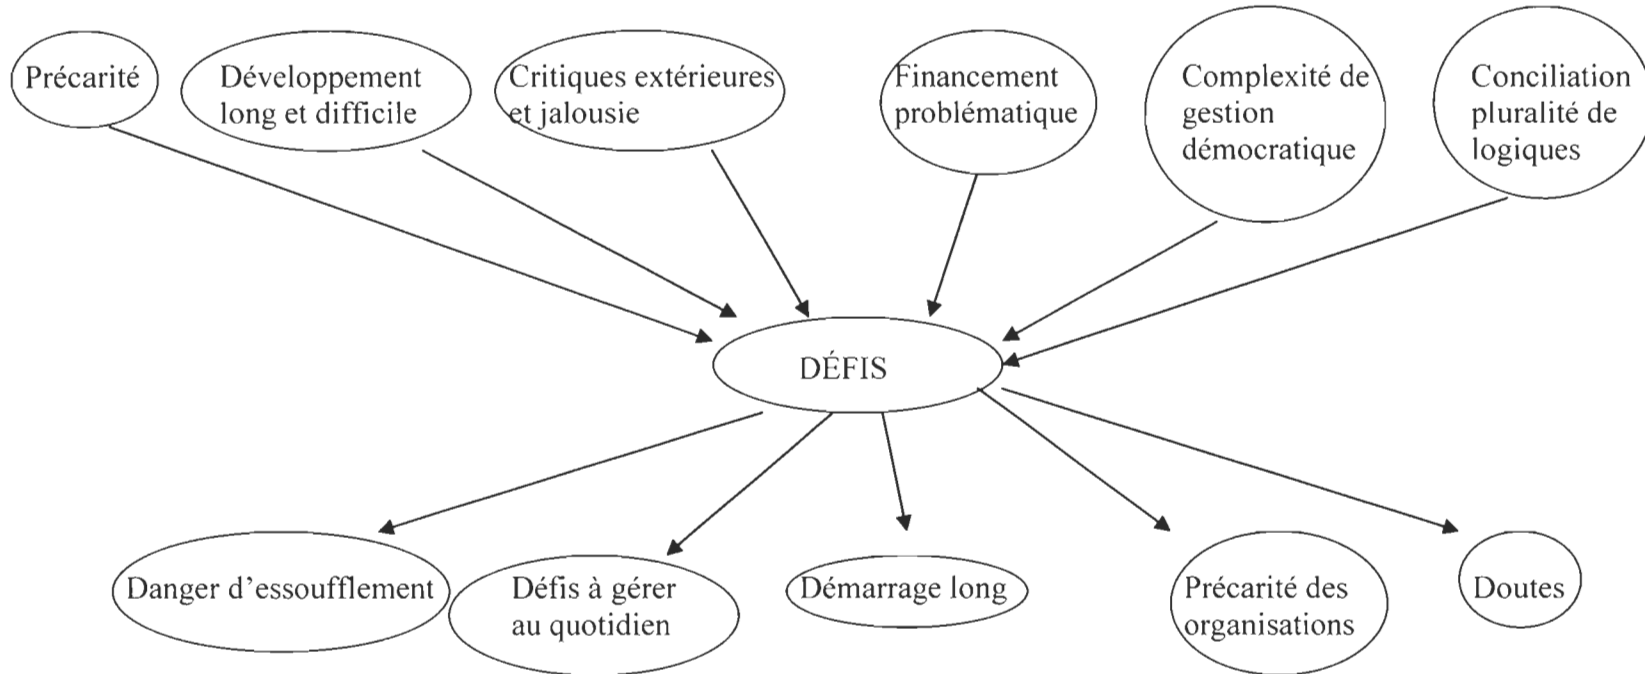 Précarité
Développement
long et difficile
Critiques extérieures
et jalousie
Financement
problématique
Complexité de
gestion
démocratique
Conciliation
pluralité de
logiques
DÉFIS
Danger d'essoufflement
Défis à gérer
au quotidien
Démarrage long
Précarité des
organisations
Doutes